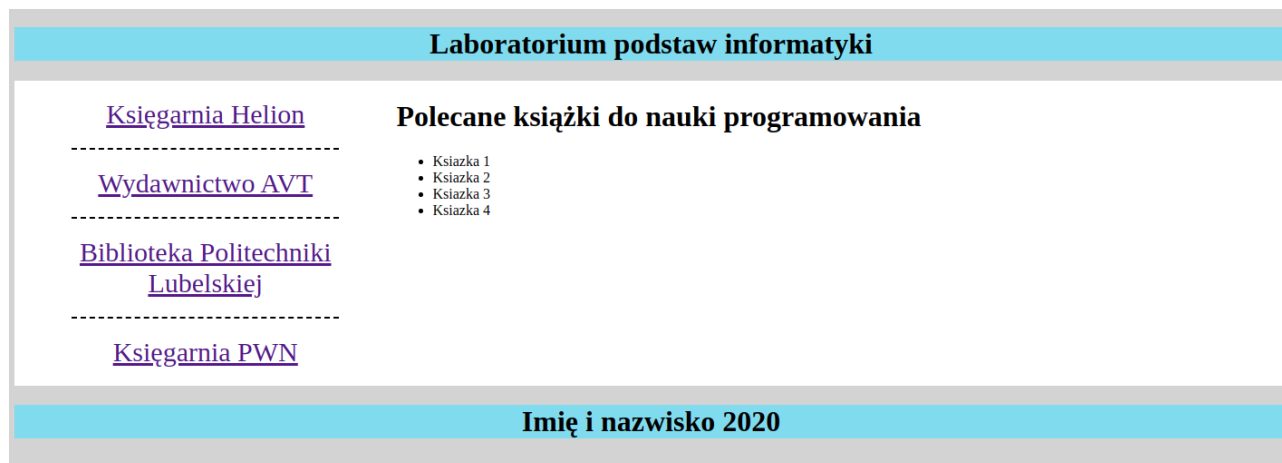 Laboratorium podstaw informatyki
Księgarnia Helion
Wydawnictwo AVT
Biblioteka Politechniki
Lubelskiej
Księgarnia PWN
Polecane książki do nauki programowania
Ksiazka 1
Ksiazka 2
Ksiazka 3
Ksiazka 4
Imię i nazwisko 2020